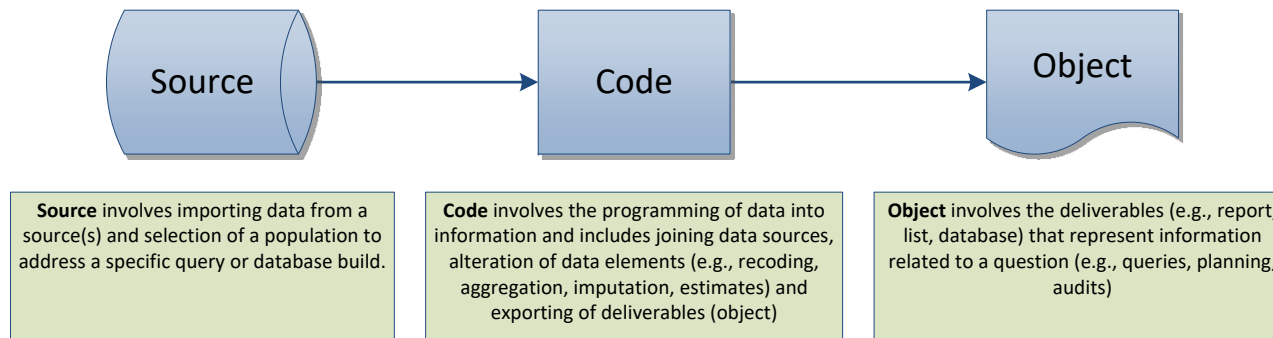 Source
Code
Object
Source involves importing data from a
source(s) and selection of a population to
address a specific query or database build.
Code involves the programming of data into
information and includes joining data sources,
alteration of data elements (e.g., recoding,
aggregation, imputation, estimates) and
exporting of deliverables (object)
Object involves the deliverables (e.g., report,
list, database) that represent information
related to a question (e.g., queries, planning,
audits)